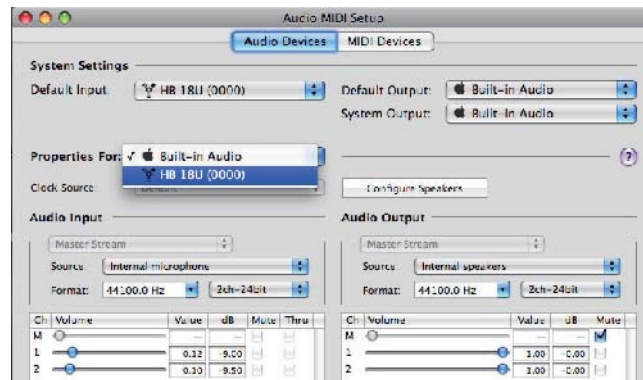 Audio MIDI Setup
Audio Devices MIDI Devices
System Settings
Default Input: HB 18U (0000)
Default Output: Built-in Audio
System Output: Built-in Audio
Properties For: ✓ Built-in Audio
HB 18U (0000)
?
Clock Source: Default
Configure Speakers
Audio Input
Audio Output
Master Stream
Master Stream
Source: Internal microphone
Source: Internal speakers
Format: 44100.0 Hz 2ch-24bit
Format: 44100.0 Hz 2ch-24bit
Ch Volume Value dB Mute Thru
Ch Volume Value dB Mute
M
M
1 0.12 -9.00
1 1.00 -0.00
2 0.10 -9.50
2 1.00 -0.00